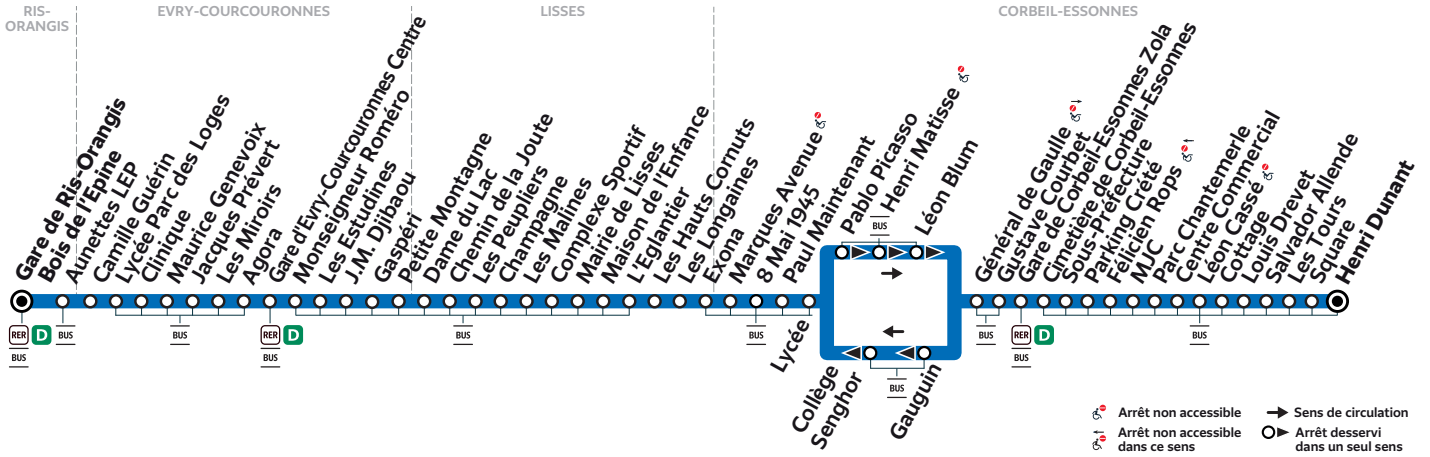 RIS-
ORANGIS
EVRY-COURCOURONNES
LISSES
CORBEIL-ESSONNES
Gare de Ris-Orangis
Bois de l'Epine
Aunettes LEP
Camille Guérin
Lycée Parc des Loges
Clinique
Maurice Genevoix
Jacques Prévert
Les Miroirs
Agora
Gare d'Evry-Courcouronnes Centre
Monseigneur Roméro
Les Estudines
J.M. Djibaou
Gaspéri
Petite Montagne
Dame du Lac
Chemin de la Joute
Les Peupliers
Champagne
Les Malines
Complexe Sportif
Mairie de Lisses
Maison de l'Enfance
L'Eglantier
Les Hauts Cornuts
Les Longaines
Exona
Marques Avenue
8 Mai 1945
Paul Maintenant
Lycée
Pablo Picasso
Henri Matisse
Léon Blum
Collège
Senghor
Gauguin
Général de Gaulle
Gustave Courbet
Gare de Corbeil-Essonnes Zola
Cimetière de Corbeil-Essonnes
Sous-Préfecture
Parking Crété
Félicien Rops
MJC
Parc Chantemerle
Centre Commercial
Léon Cassé
Cottage
Louis Drevet
Salvador Allende
Les Tours
Square
Henri Dunant
RER D
BUS
BUS
BUS
RER D
BUS
BUS
BUS
BUS
BUS
BUS
RER D
BUS
BUS
Arrêt non accessible
Arrêt non accessible
dans ce sens
Sens de circulation
Arrêt desservi
dans un seul sens